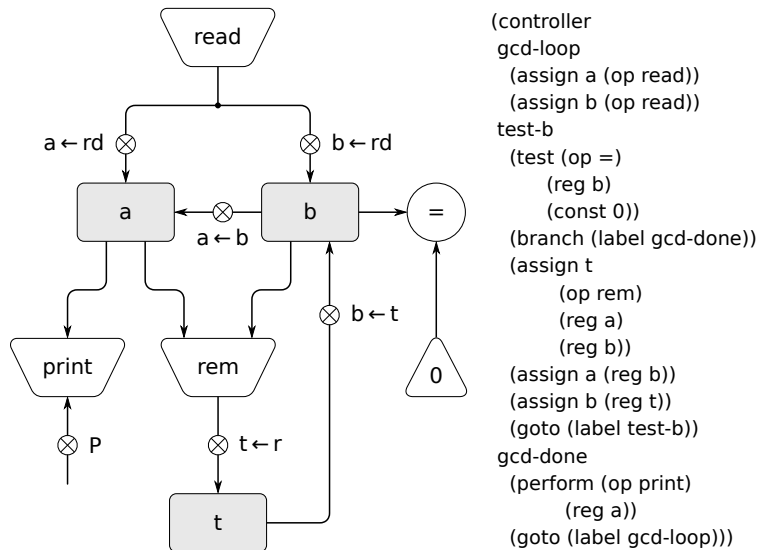 read
a ← rd
b ← rd
a
b
=
a ← b
b ← t
print
rem
0
P
t ← r
t
(controller
gcd-loop
(assign a (op read))
(assign b (op read))
test-b
(test (op =)
(reg b)
(const 0))
(branch (label gcd-done))
(assign t
(op rem)
(reg a)
(reg b))
(assign a (reg b))
(assign b (reg t))
(goto (label test-b))
gcd-done
(perform (op print)
(reg a))
(goto (label gcd-loop)))